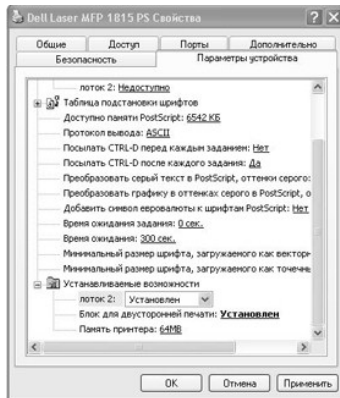 Dell Laser MFP 1815 PS Свойства
Общие Доступ Порты Дополнительно
Безопасность Параметры устройства
лоток 2: Недоступно
Таблица подстановки шрифтов
Доступно памяти PostScript: 6542 КБ
Протокол вывода: ASCII
Посылать CTRL-D перед каждым заданием: Нет
Посылать CTRL-D после каждого задания: Да
Преобразовать серый текст в PostScript, оттенки серого:
Преобразовать графику в оттенках серого в PostScript, о
Добавить символ евровалюты к шрифтам PostScript: Нет
Время ожидания задания: 0 сек.
Время ожидания: 300 сек.
Минимальный размер шрифта, загружаемого как векторн
Минимальный размер шрифта, загружаемого как точечны
Устанавливаемые возможности
лоток 2: Установлен
Блок для двусторонней печати: Установлен
Память принтера: 64MB
OK Отмена Применить